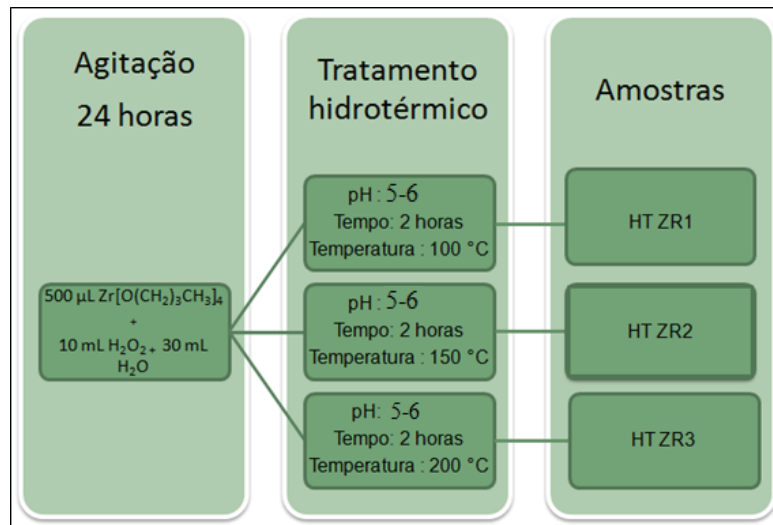 Agitação
24 horas
500 µL Zr[O(CH₂)₃CH₃]₄
+
10 mL H₂O₂ + 30 mL
H₂O
Tratamento
hidrotérmico
pH : 5-6
Tempo: 2 horas
Temperatura : 100 °C
pH : 5-6
Tempo: 2 horas
Temperatura : 150 °C
pH: 5-6
Tempo: 2 horas
Temperatura : 200 °C
Amostras
HT ZR1
HT ZR2
HT ZR3